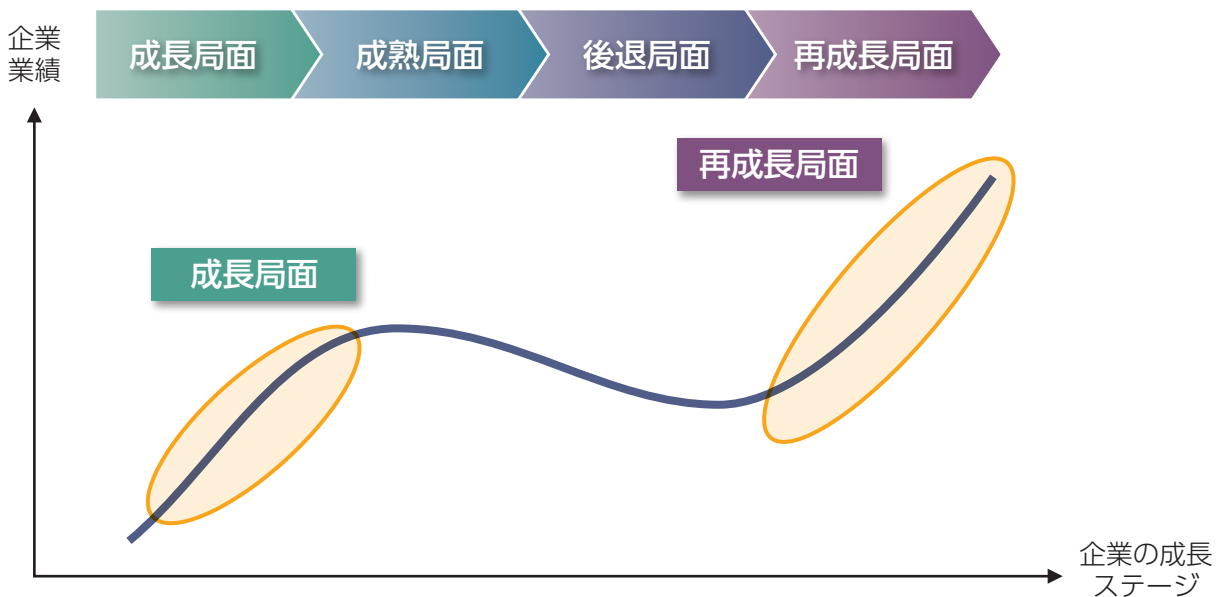 企業
業績
成長局面
成熟局面
後退局面
再成長局面
再成長局面
成長局面
企業の成長
ステージ